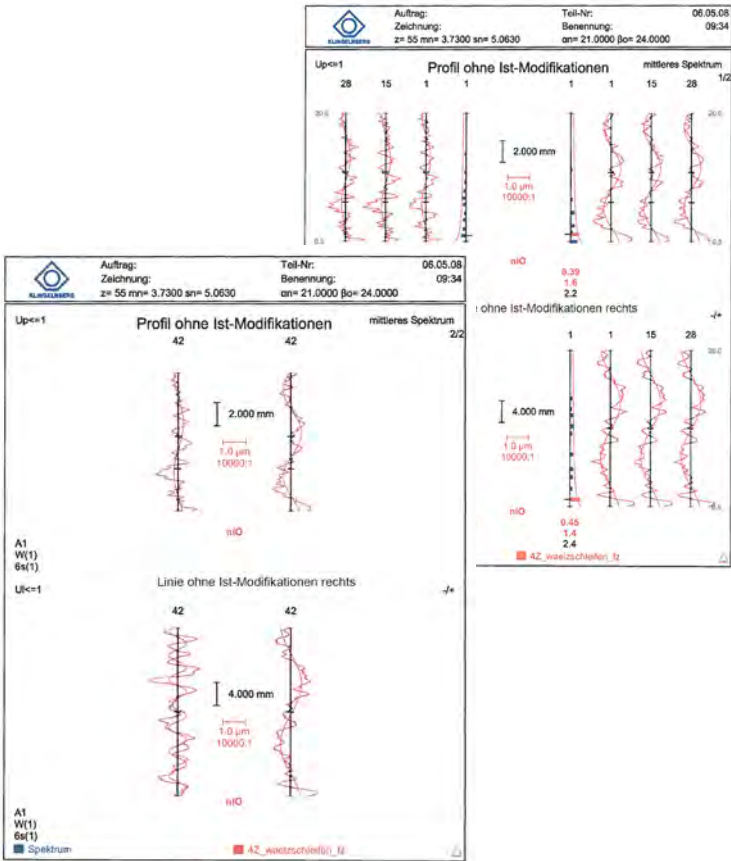 Auftrag: Teil-Nr: 06.05.08
KLINGELNBERG Zeichnung: Benennung: 09:34
z= 55 mn= 3.7300 sn= 5.0630 αn= 21.0000 βo= 24.0000
Up<=1 Profil ohne Ist-Modifikationen mittleres Spektrum
1/2
28 15 1 1 1 1 15 28
20.0 20.0
2.000 mm
1.0 µm
10000:1
nIO
0.39
1.6
2.2
ohne Ist-Modifikationen rechts -/+
1 1 15 28
4.000 mm
1.0 µm
10000:1
nIO
0.45
1.4
2.4
4Z_waelzschleifen_fz
Auftrag: Teil-Nr: 06.05.08
KLINGELNBERG Zeichnung: Benennung: 09:34
z= 55 mn= 3.7300 sn= 5.0630 αn= 21.0000 βo= 24.0000
Up<=1 Profil ohne Ist-Modifikationen mittleres Spektrum
2/2
42 42
2.000 mm
1.0 µm
10000:1
nIO
A1
W(1)
6s(1)
Linie ohne Ist-Modifikationen rechts
Ul<=1 -/+
42 42
4.000 mm
1.0 µm
10000:1
nIO
A1
W(1)
6s(1)
Spektrum 4Z_waelzschleifen_fz